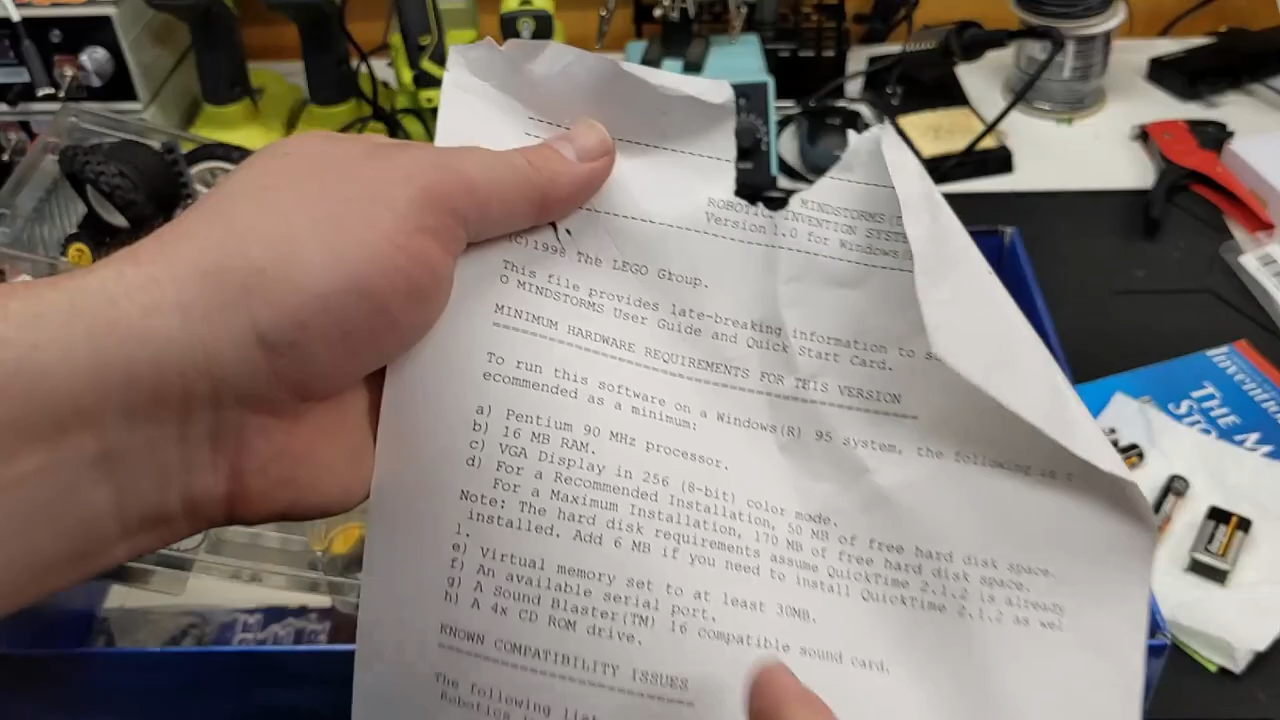 MINDSTORMS(
ROBOTIC INVENTION SYST
Version 1.0 for Windows(
(C)1998 The LEGO Group.
This file provides late-breaking information to s
O MINDSTORMS User Guide and Quick Start Card.
MINIMUM HARDWARE REQUIREMENTS FOR THIS VERSION
To run this software on a Windows(R) 95 system, the following is r
ecommended as a minimum:
a) Pentium 90 MHz processor.
b) 16 MB RAM.
c) VGA Display in 256 (8-bit) color mode.
d) For a Recommended Installation, 50 MB of free hard disk space.
For a Maximum Installation, 170 MB of free hard disk space.
Note: The hard disk requirements assume QuickTime 2.1.2 is already
installed. Add 6 MB if you need to install QuickTime 2.1.2 as wel
l.
e) Virtual memory set to at least 30MB.
f) An available serial port.
g) A Sound Blaster(TM) 16 compatible sound card.
h) A 4x CD ROM drive.
KNOWN COMPATIBILITY ISSUES
The following list
Robotics
Inventi
THE M